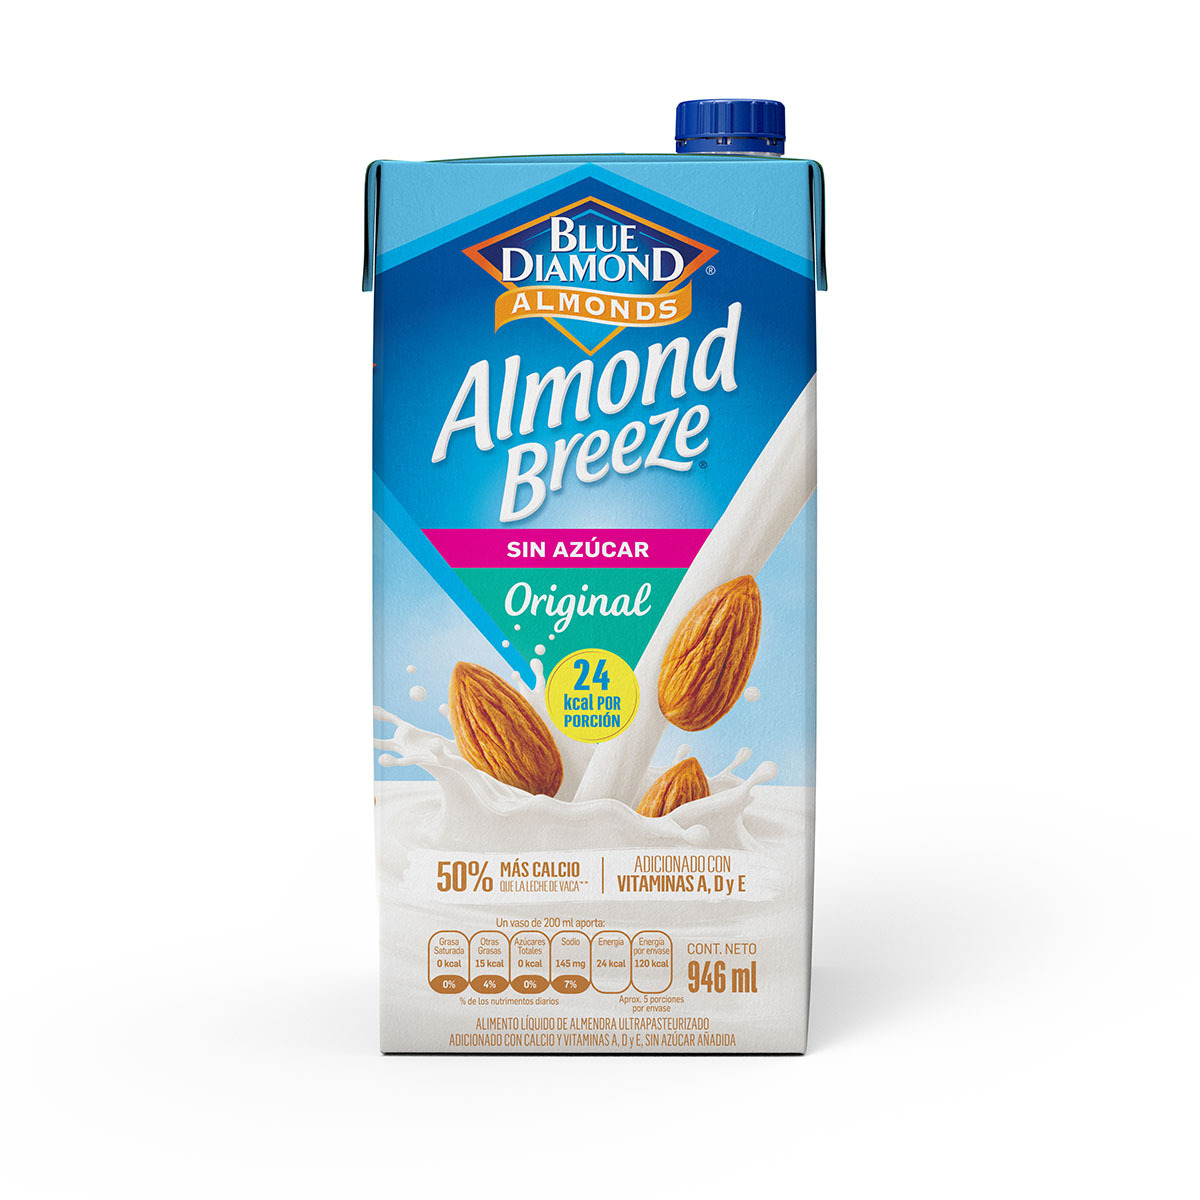 BLUE
DIAMOND
®
ALMONDS
Almond
Breeze®
SIN AZÚCAR
Original
24
kcal POR
PORCIÓN
50% MÁS CALCIO
QUE LA LECHE DE VACA**
ADICIONADO CON
VITAMINAS A, D y E
Un vaso de 200 ml aporta:
Grasa Saturada 0 kcal 0%
Otras Grasas 15 kcal 4%
Azúcares Totales 0 kcal 0%
Sodio 145 mg 7%
Energía 24 kcal
Energía por envase 120 kcal
% de los nutrimentos diarios
Aprox. 5 porciones
por envase
CONT. NETO
946 ml
ALIMENTO LÍQUIDO DE ALMENDRA ULTRAPASTEURIZADO
ADICIONADO CON CALCIO Y VITAMINAS A, D y E, SIN AZÚCAR AÑADIDA